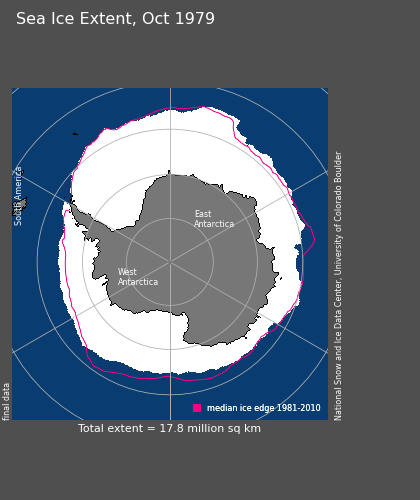 Sea Ice Extent, Oct 1979
South America
East
Antarctica
West
Antarctica
National Snow and Ice Data Center, University of Colorado Boulder
final data
median ice edge 1981-2010
Total extent = 17.8 million sq km